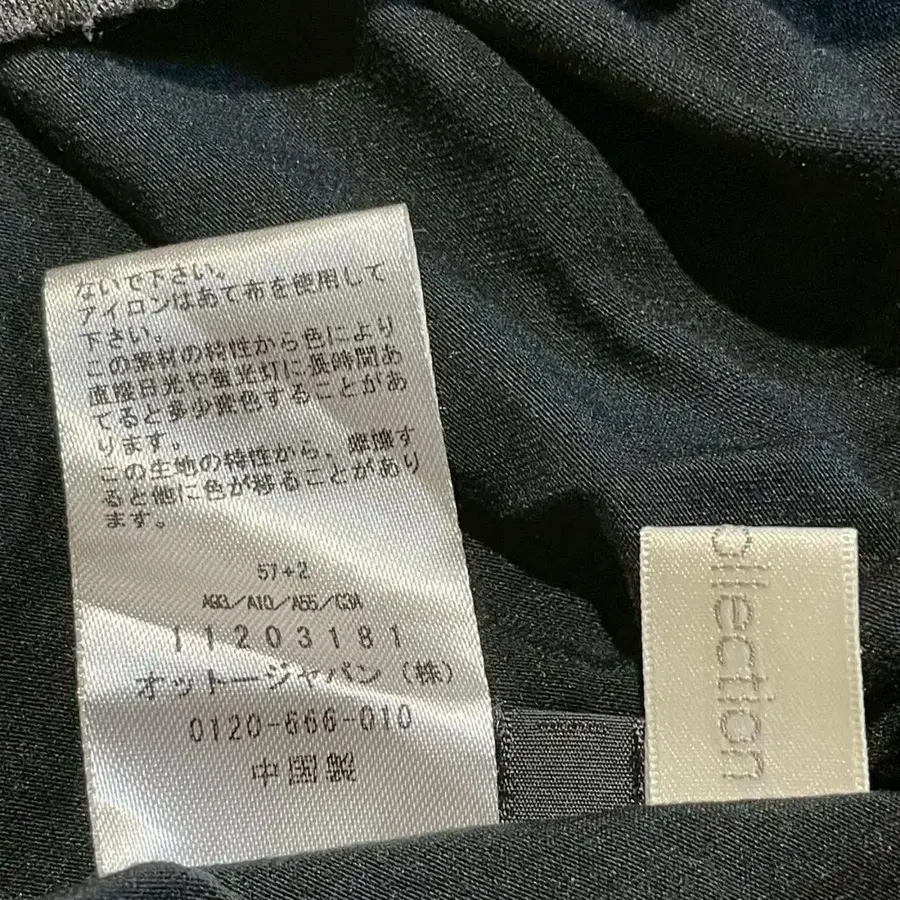 ないで下さい。
アイロンはあて布を使用して
下さい。
この素材の特性から色により
直接日光や蛍光灯に長時間あ
てると多少変色することがあ
ります。
この生地の特性から、摩擦す
ると他に色が移ることがあり
ます。
57+2
A93/A10/A55/C3A
11203181
オットージャパン（株）
0120-666-010
中国製
ollection